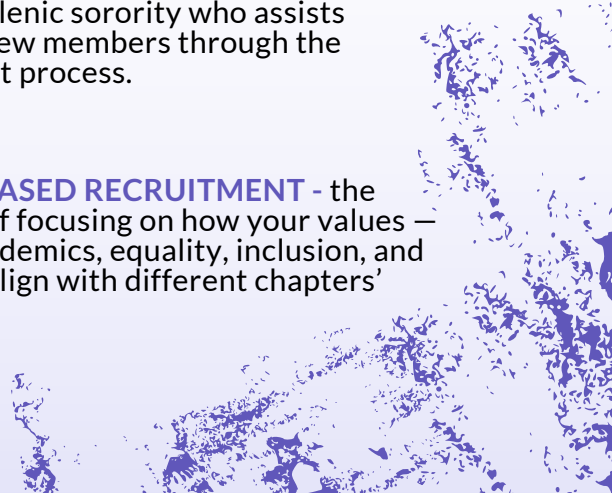 lenic sorority who assists
ew members through the
t process.
ASED RECRUITMENT - the
f focusing on how your values —
demics, equality, inclusion, and
lign with different chapters’